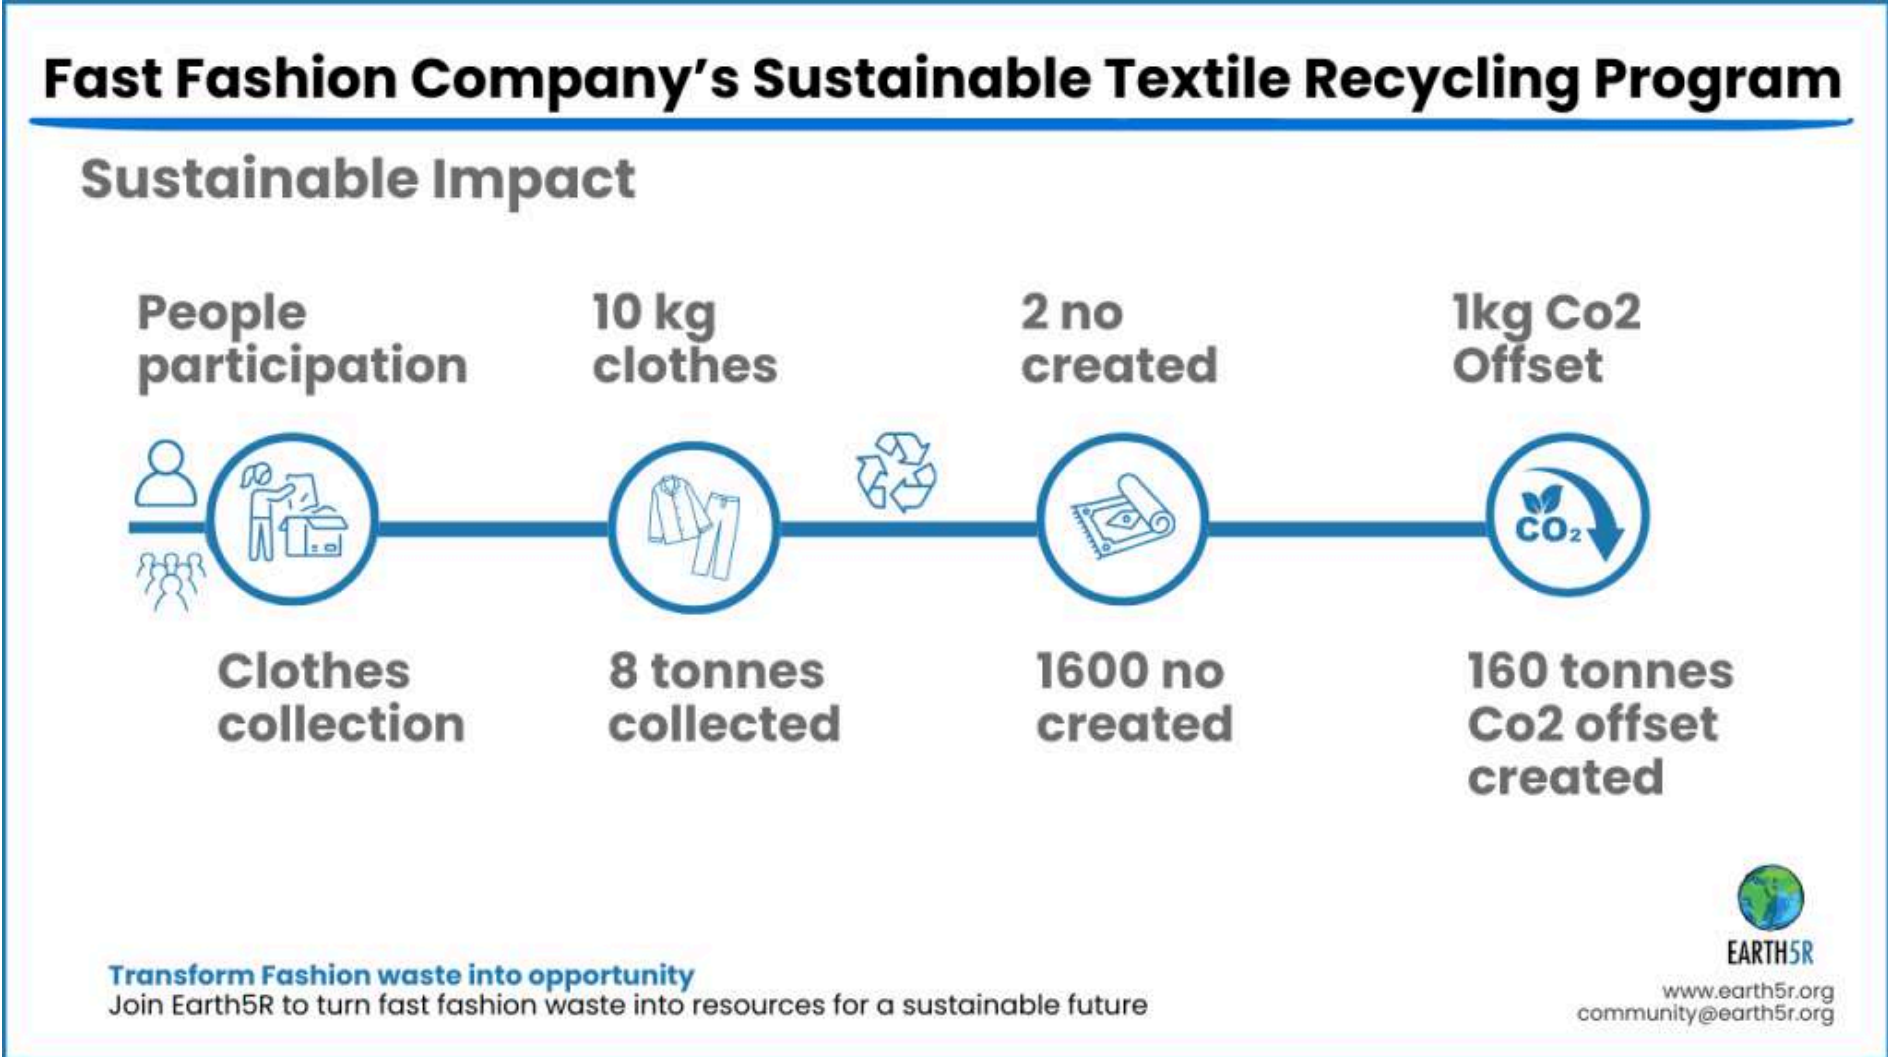 Fast Fashion Company's Sustainable Textile Recycling Program
Sustainable Impact
People
participation
10 kg
clothes
2 no
created
1kg Co2
Offset
CO₂
Clothes
collection
8 tonnes
collected
1600 no
created
160 tonnes
Co2 offset
created
EARTH5R
Transform Fashion waste into opportunity
Join Earth5R to turn fast fashion waste into resources for a sustainable future
www.earth5r.org
community@earth5r.org